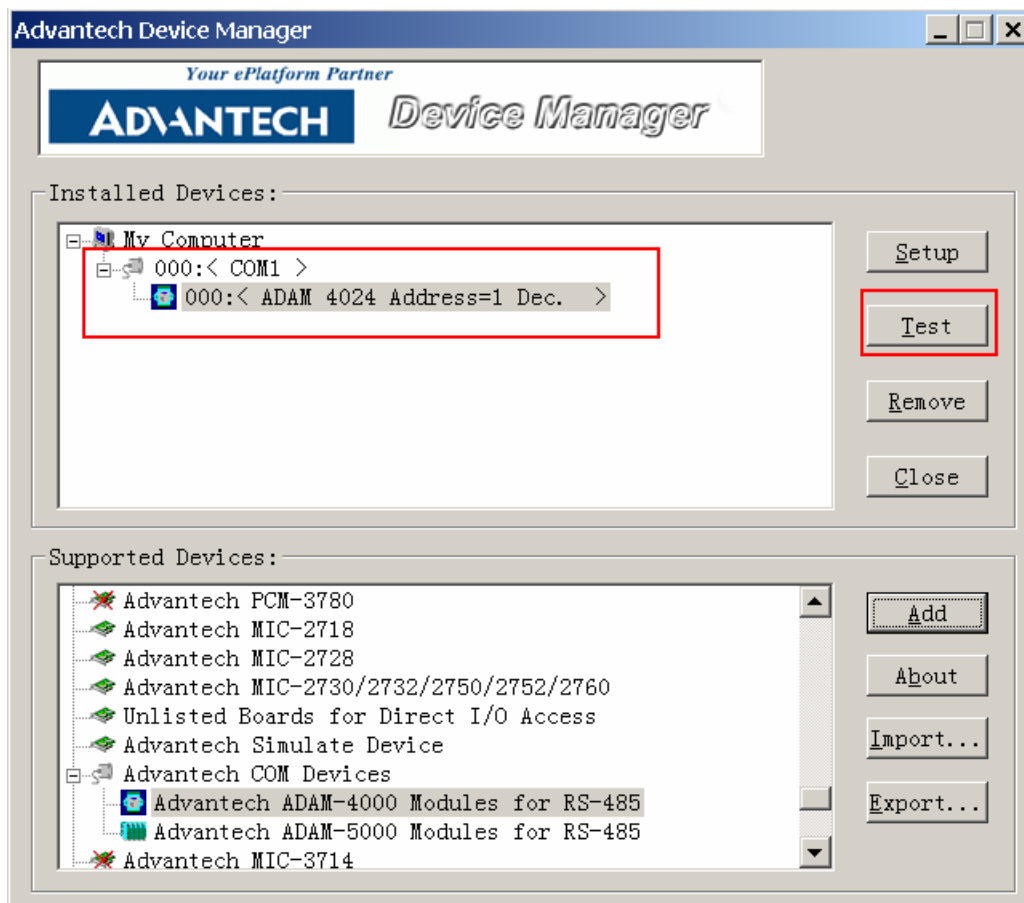 Advantech Device Manager
Your ePlatform Partner
ADVANTECH Device Manager
Installed Devices:
My Computer
000:< COM1 >
000:< ADAM 4024 Address=1 Dec. >
Setup
Test
Remove
Close
Supported Devices:
Advantech PCM-3780
Advantech MIC-2718
Advantech MIC-2728
Advantech MIC-2730/2732/2750/2752/2760
Unlisted Boards for Direct I/O Access
Advantech Simulate Device
Advantech COM Devices
Advantech ADAM-4000 Modules for RS-485
Advantech ADAM-5000 Modules for RS-485
Advantech MIC-3714
Add
About
Import...
Export...